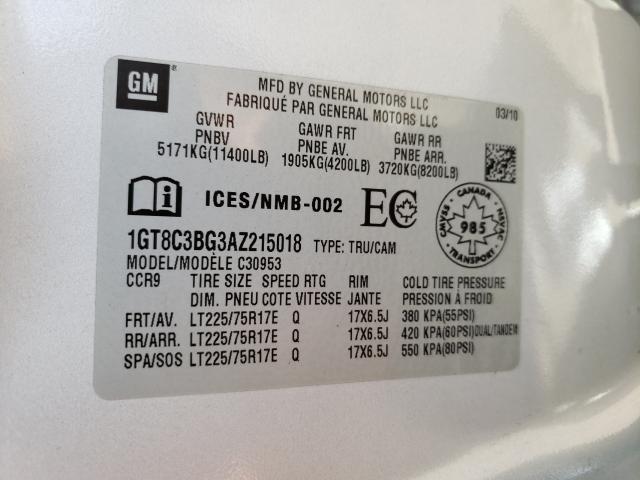 GM
MFD BY GENERAL MOTORS LLC
FABRIQUÉ PAR GENERAL MOTORS LLC
03/10
GVWR GAWR FRT GAWR RR
PNBV PNBE AV. PNBE ARR.
5171KG(11400LB) 1905KG(4200LB) 3720KG(8200LB)
ICES/NMB-002 EC
CANADA CMVSS NSVAC 985 TRANSPORT
1GT8C3BG3AZ215018 TYPE: TRU/CAM
MODEL/MODÈLE C30953
CCR9 TIRE SIZE SPEED RTG RIM COLD TIRE PRESSURE
DIM. PNEU COTE VITESSE JANTE PRESSION À FROID
FRT/AV. LT225/75R17E Q 17X6.5J 380 KPA(55PSI)
RR/ARR. LT225/75R17E Q 17X6.5J 420 KPA(60PSI)DUAL/TANDEM
SPA/SOS LT225/75R17E Q 17X6.5J 550 KPA(80PSI)